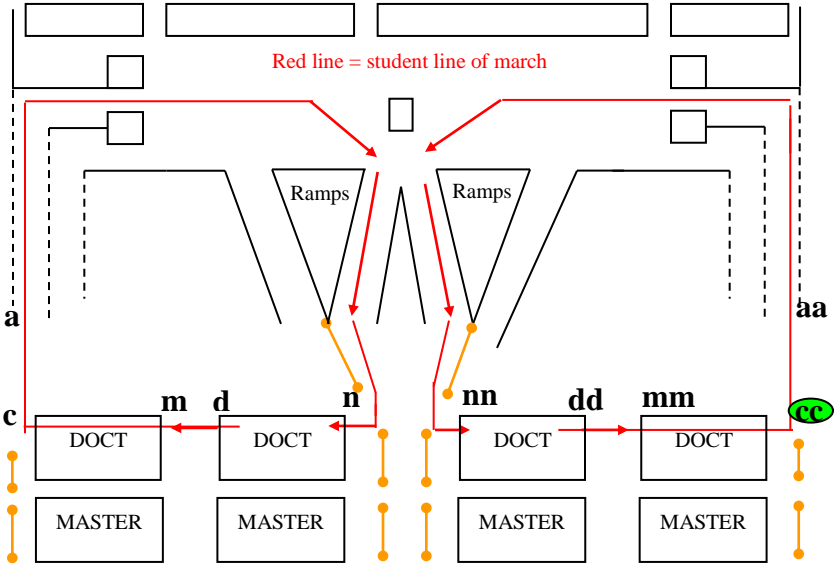 Red line = student line of march
Ramps
Ramps
a
aa
c
m
d
n
nn
dd
mm
cc
DOCT
DOCT
DOCT
DOCT
MASTER
MASTER
MASTER
MASTER